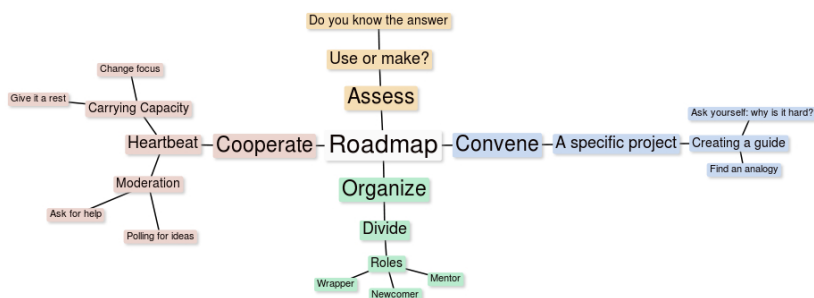 Do you know the answer
Use or make?
Assess
Change focus
Give it a rest
Carrying Capacity
Heartbeat
Cooperate
Roadmap
Convene
A specific project
Creating a guide
Ask yourself: why is it hard?
Find an analogy
Moderation
Ask for help
Polling for ideas
Organize
Divide
Roles
Wrapper
Newcomer
Mentor